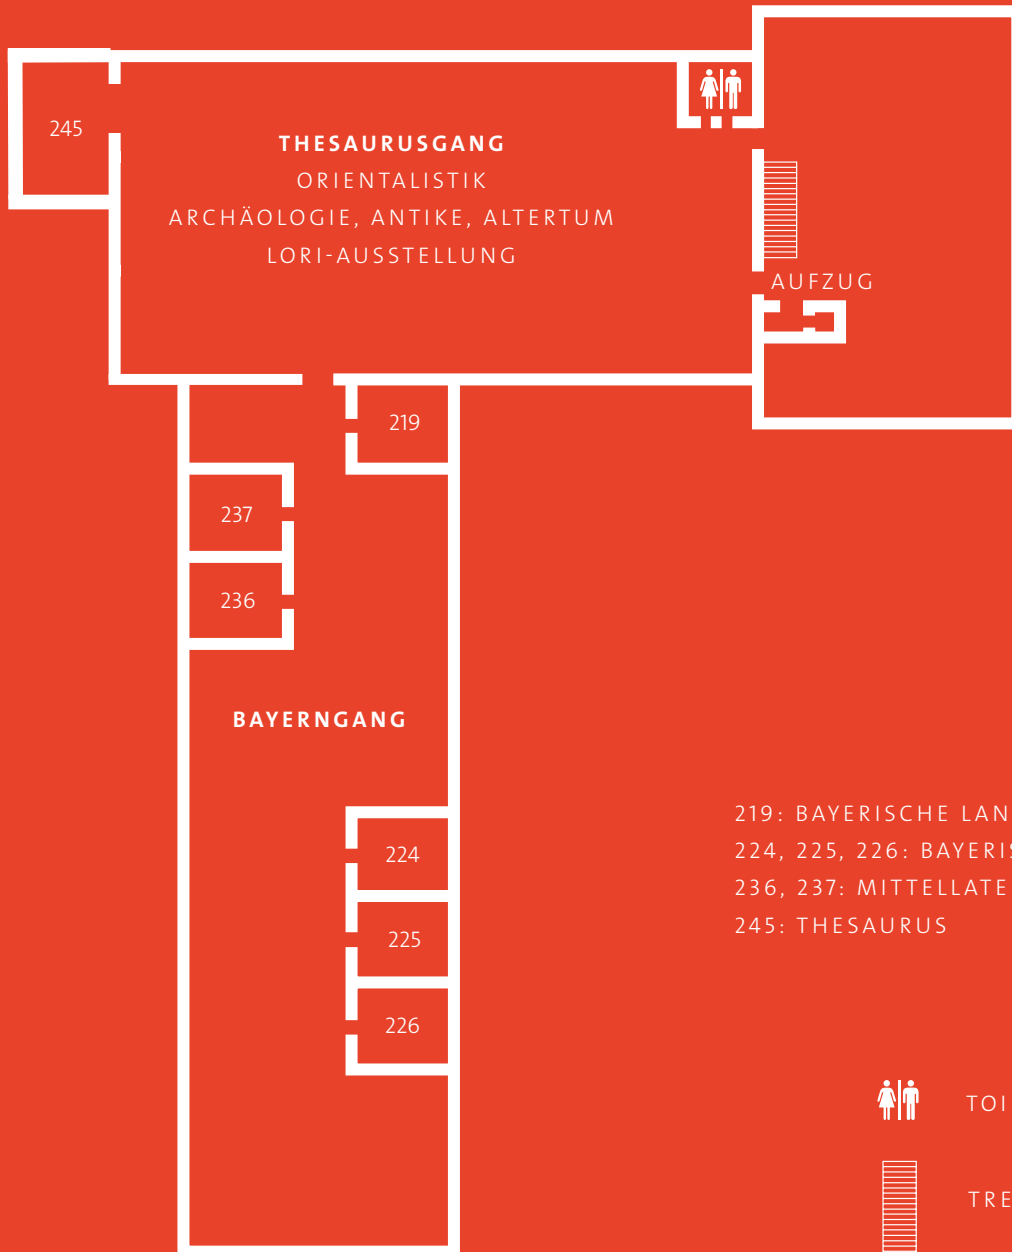 245
THESAURUSGANG
ORIENTALISTIK
ARCHÄOLOGIE, ANTIKE, ALTERTUM
LORI-AUSSTELLUNG
AUFZUG
219
237
236
BAYERNGANG
224
225
226
219: BAYERISCHE LAN
224, 225, 226: BAYERIS
236, 237: MITTELLATE
245: THESAURUS
TOI
TRE